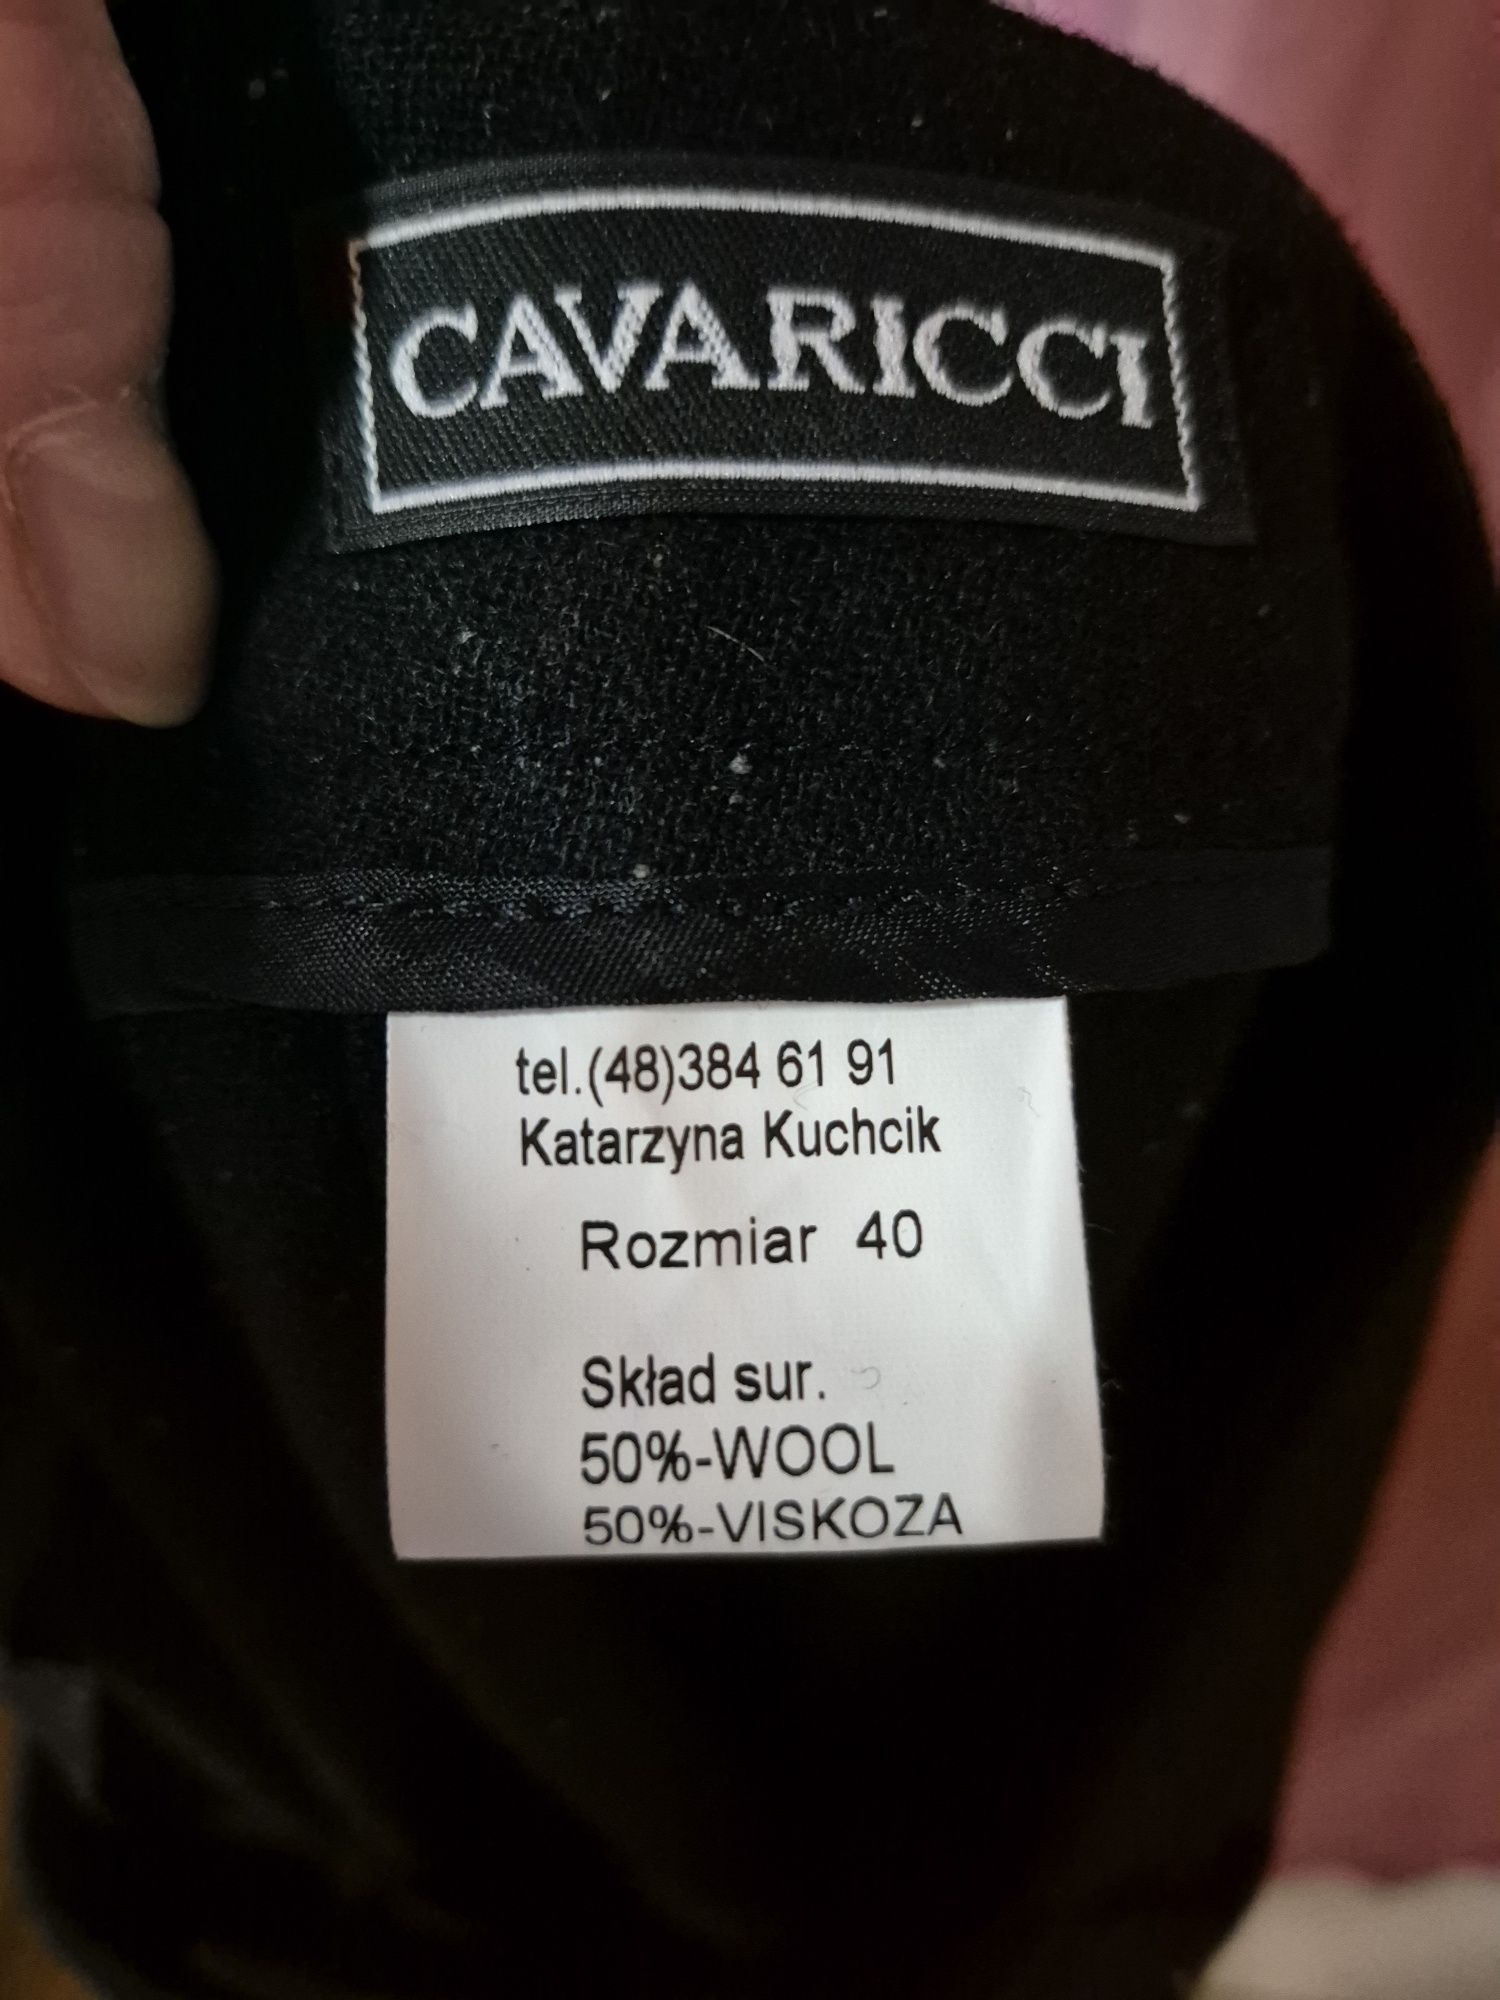 CAVARICCI
tel.(48)384 61 91
Katarzyna Kuchcik
Rozmiar 40
Skład sur.
50%-WOOL
50%-VISKOZA